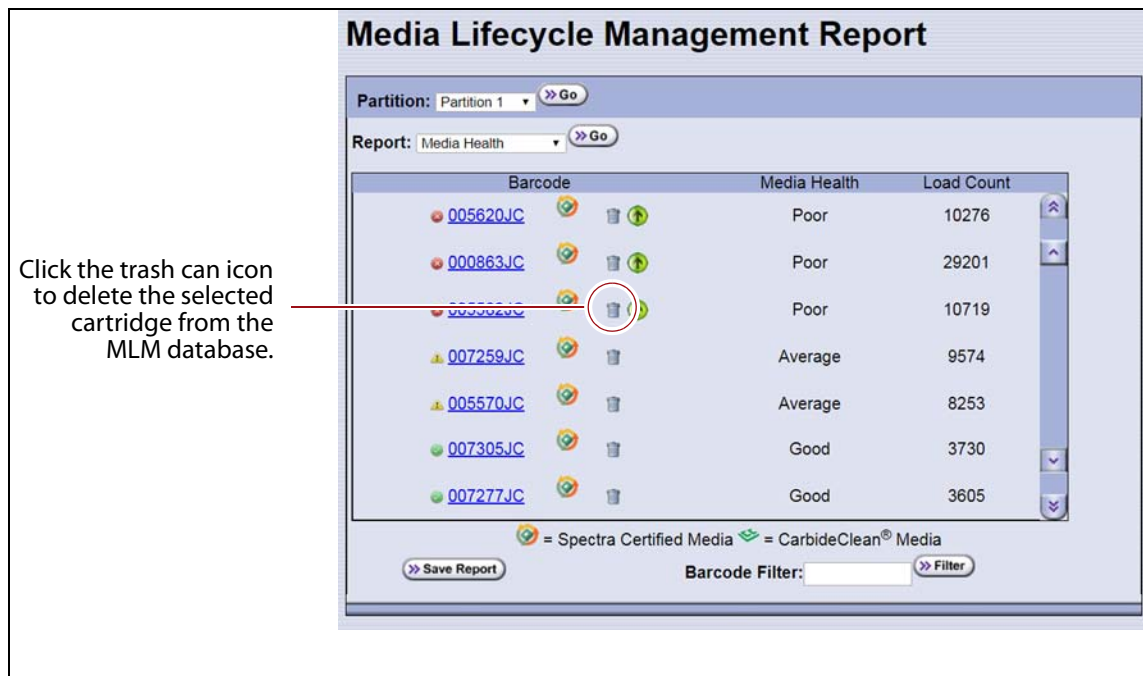 Media Lifecycle Management Report
Partition: Partition 1 >> Go
Report: Media Health >> Go
Barcode Media Health Load Count
005620JC Poor 10276
000863JC Poor 29201
Click the trash can icon
to delete the selected
cartridge from the
MLM database.
005562JC Poor 10719
007259JC Average 9574
005570JC Average 8253
007305JC Good 3730
007277JC Good 3605
= Spectra Certified Media = CarbideClean® Media
>> Save Report Barcode Filter: >> Filter